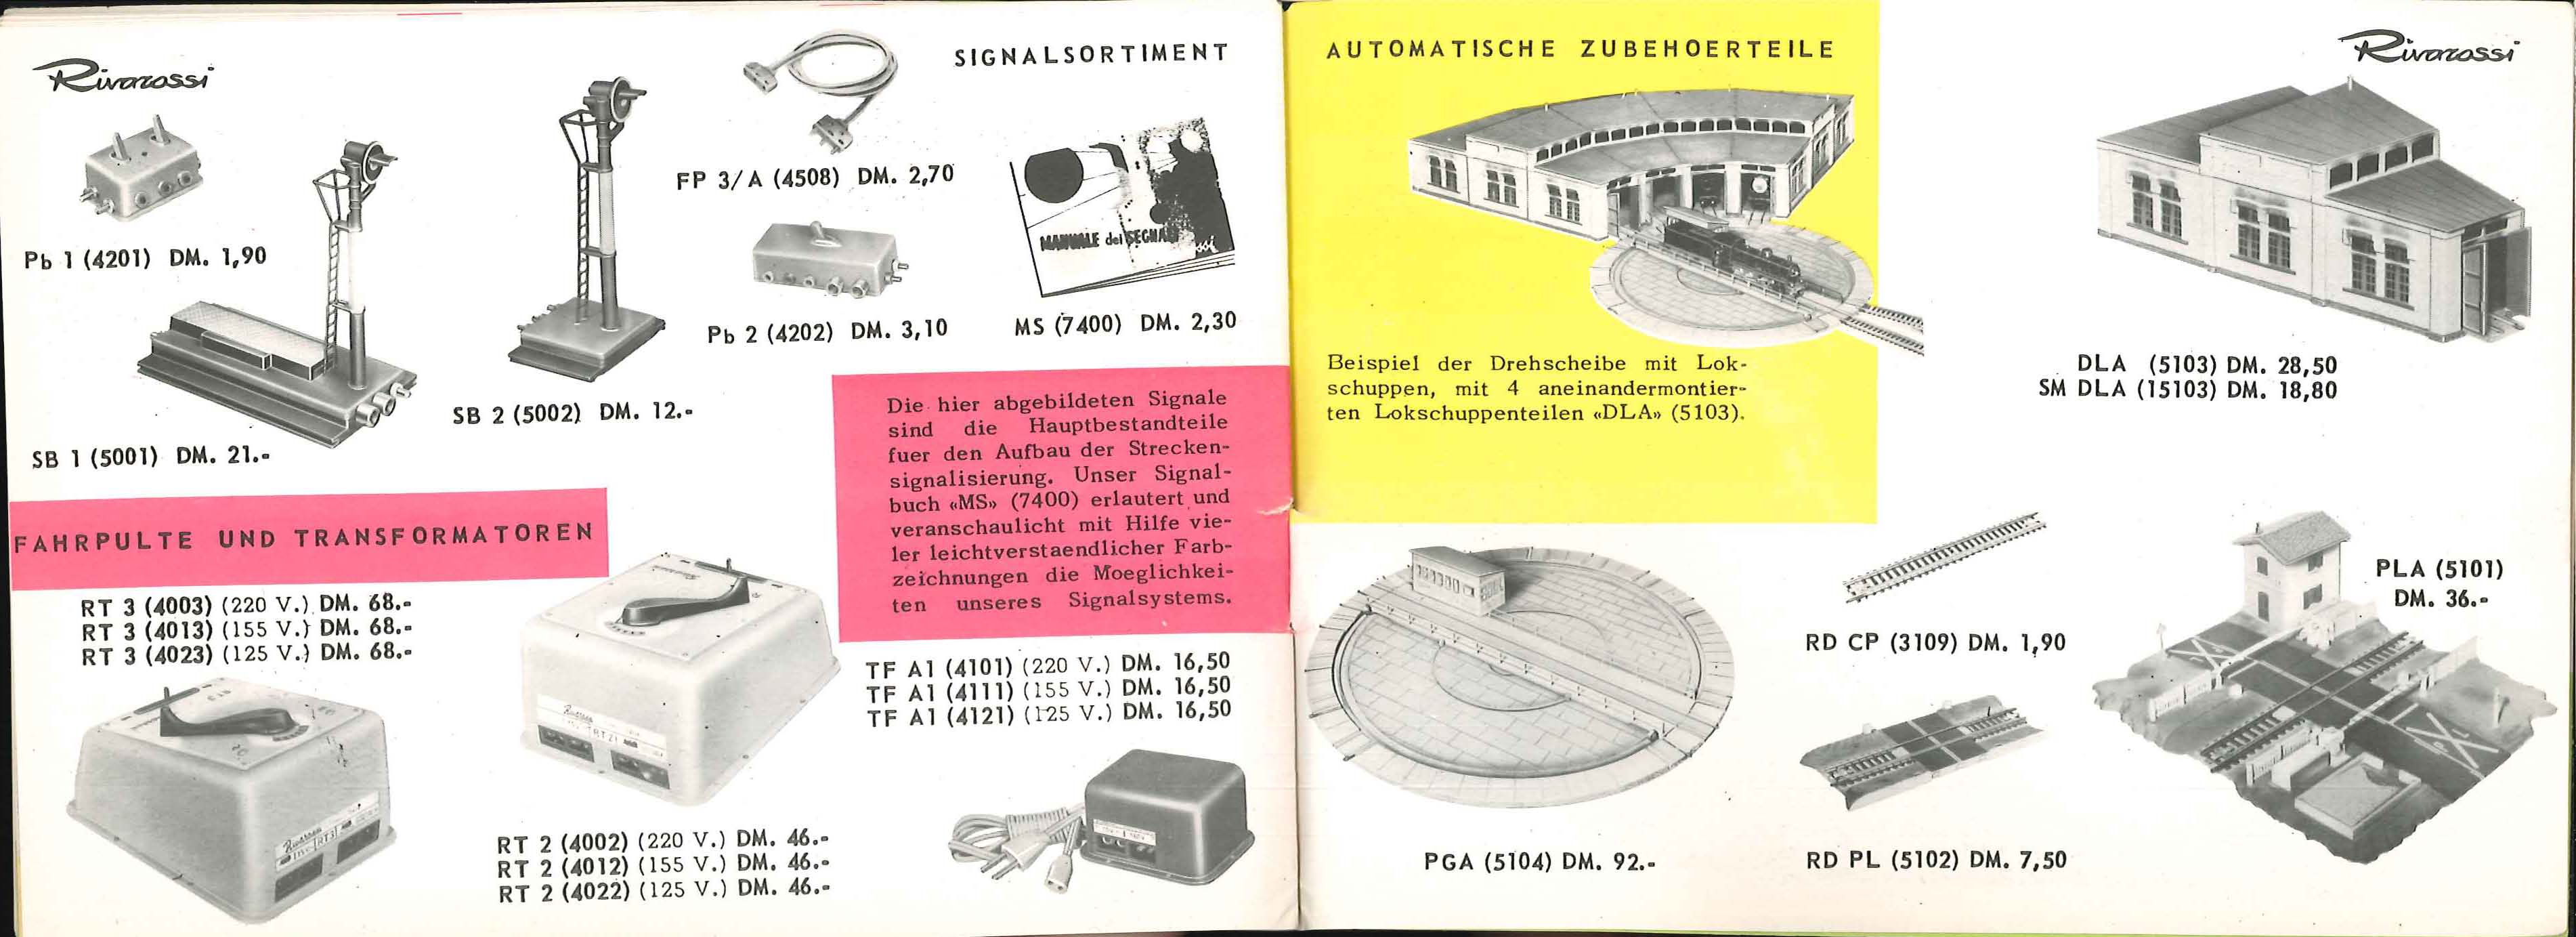 Rivarossi
SIGNALSORTIMENT
Pb 1 (4201) DM. 1,90
FP 3/A (4508) DM. 2,70
MANUALE dei SEGNALI
Pb 2 (4202) DM. 3,10
MS (7400) DM. 2,30
SB 2 (5002) DM. 12.-
SB 1 (5001) DM. 21.-
Die hier abgebildeten Signale
sind die Hauptbestandteile
fuer den Aufbau der Strecken-
signalisierung. Unser Signal-
buch «MS» (7400) erlautert und
veranschaulicht mit Hilfe vie-
ler leichtverstaendlicher Farb-
zeichnungen die Moeglichkei-
ten unseres Signalsystems.
FAHRPULTE UND TRANSFORMATOREN
RT 3 (4003) (220 V.) DM. 68.-
RT 3 (4013) (155 V.) DM. 68.-
RT 3 (4023) (125 V.) DM. 68.-
TF A1 (4101) (220 V.) DM. 16,50
TF A1 (4111) (155 V.) DM. 16,50
TF A1 (4121) (125 V.) DM. 16,50
RT 2 (4002) (220 V.) DM. 46.-
RT 2 (4012) (155 V.) DM. 46.-
RT 2 (4022) (125 V.) DM. 46.-
AUTOMATISCHE ZUBEHOERTEILE
Rivarossi
Beispiel der Drehscheibe mit Lok-
schuppen, mit 4 aneinandermontier-
ten Lokschuppenteilen «DLA» (5103).
DLA (5103) DM. 28,50
SM DLA (15103) DM. 18,80
RD CP (3109) DM. 1,90
PLA (5101)
DM. 36.-
PGA (5104) DM. 92.-
RD PL (5102) DM. 7,50